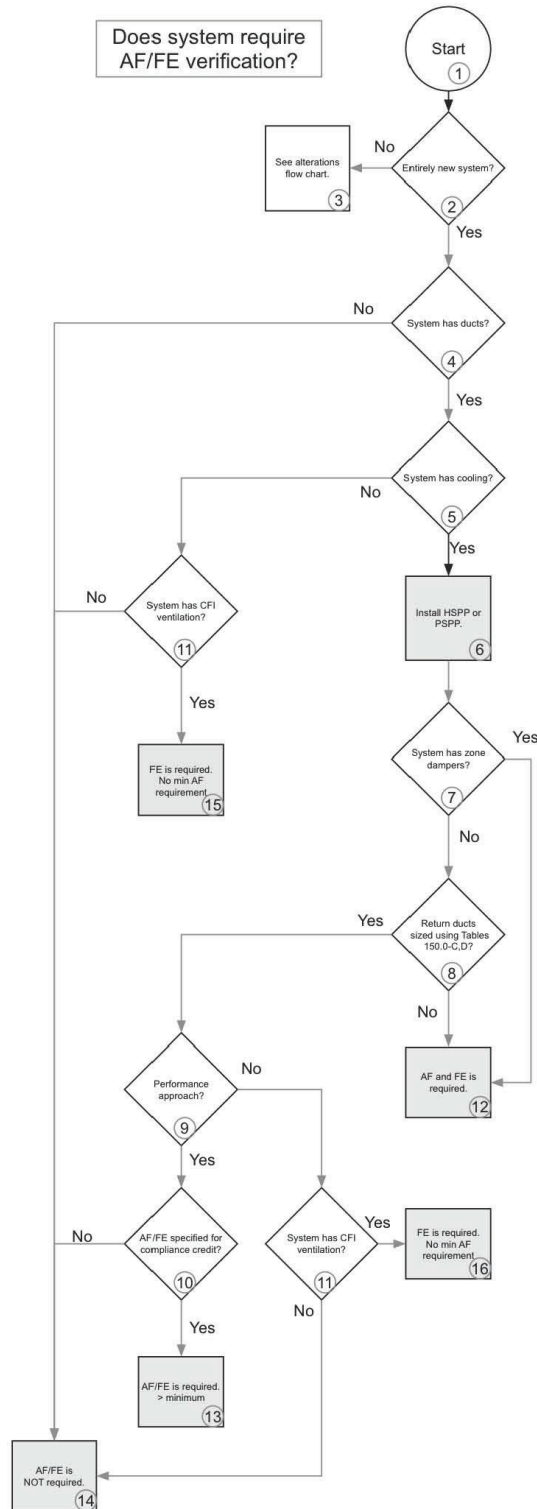 Does system require
AF/FE verification?
Start
1
No
See alterations
flow chart.
3
Entirely new system?
2
Yes
No
System has ducts?
4
Yes
System has cooling?
No
5
Yes
No
System has CFI
ventilation?
11
Install HSPP or
PSPP.
6
Yes
FE is required.
No min AF
requirement
15
System has zone
dampers?
Yes
7
No
Yes
Return ducts
sized using Tables
150.0-C,D?
8
No
AF and FE is
required.
12
Performance
approach?
No
9
Yes
No
AF/FE specified for
compliance credit?
10
System has CFI
ventilation?
Yes
11
FE is required.
No min AF
requirement
16
No
Yes
AF/FE is required.
> minimum
13
AF/FE is
NOT required.
14